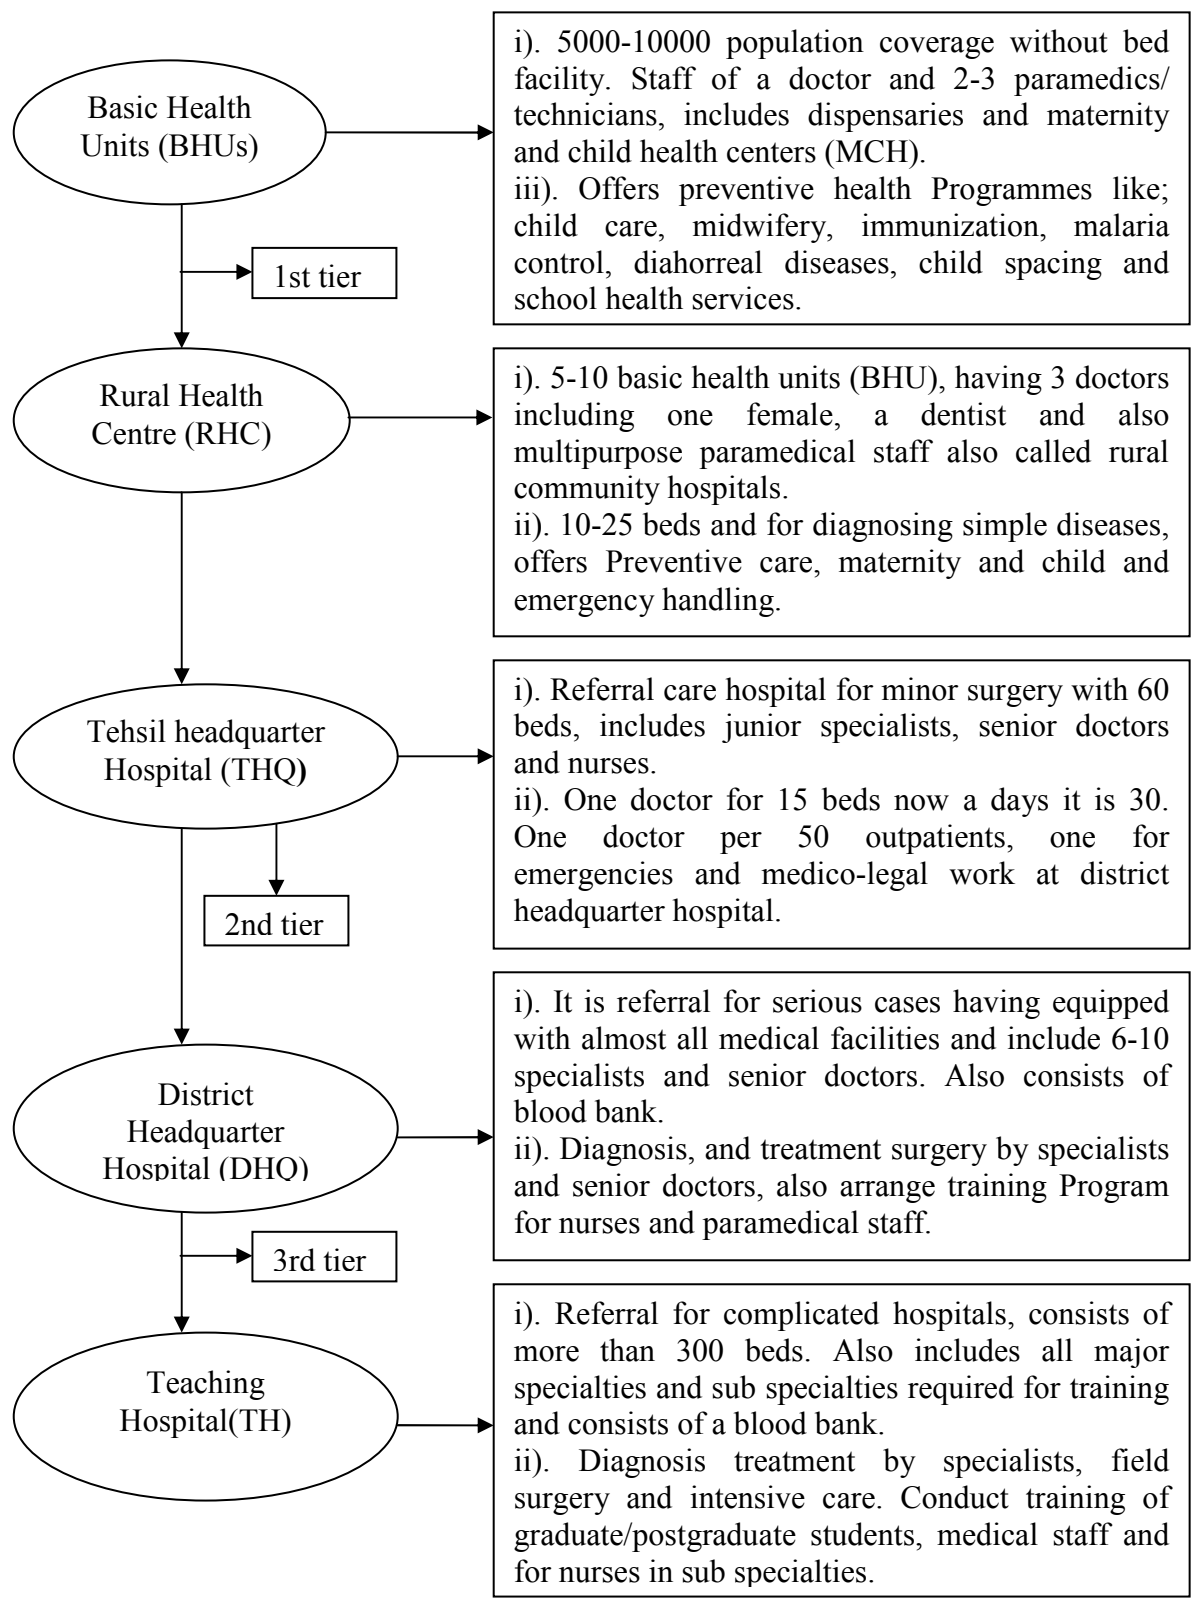 Basic Health
Units (BHUs)
i). 5000-10000 population coverage without bed
facility. Staff of a doctor and 2-3 paramedics/
technicians, includes dispensaries and maternity
and child health centers (MCH).
iii). Offers preventive health Programmes like;
child care, midwifery, immunization, malaria
control, diahorreal diseases, child spacing and
school health services.
1st tier
Rural Health
Centre (RHC)
i). 5-10 basic health units (BHU), having 3 doctors
including one female, a dentist and also
multipurpose paramedical staff also called rural
community hospitals.
ii). 10-25 beds and for diagnosing simple diseases,
offers Preventive care, maternity and child and
emergency handling.
Tehsil headquarter
Hospital (THQ)
i). Referral care hospital for minor surgery with 60
beds, includes junior specialists, senior doctors
and nurses.
ii). One doctor for 15 beds now a days it is 30.
One doctor per 50 outpatients, one for
emergencies and medico-legal work at district
headquarter hospital.
2nd tier
District
Headquarter
Hospital (DHQ)
i). It is referral for serious cases having equipped
with almost all medical facilities and include 6-10
specialists and senior doctors. Also consists of
blood bank.
ii). Diagnosis, and treatment surgery by specialists
and senior doctors, also arrange training Program
for nurses and paramedical staff.
3rd tier
Teaching
Hospital(TH)
i). Referral for complicated hospitals, consists of
more than 300 beds. Also includes all major
specialties and sub specialties required for training
and consists of a blood bank.
ii). Diagnosis treatment by specialists, field
surgery and intensive care. Conduct training of
graduate/postgraduate students, medical staff and
for nurses in sub specialties.